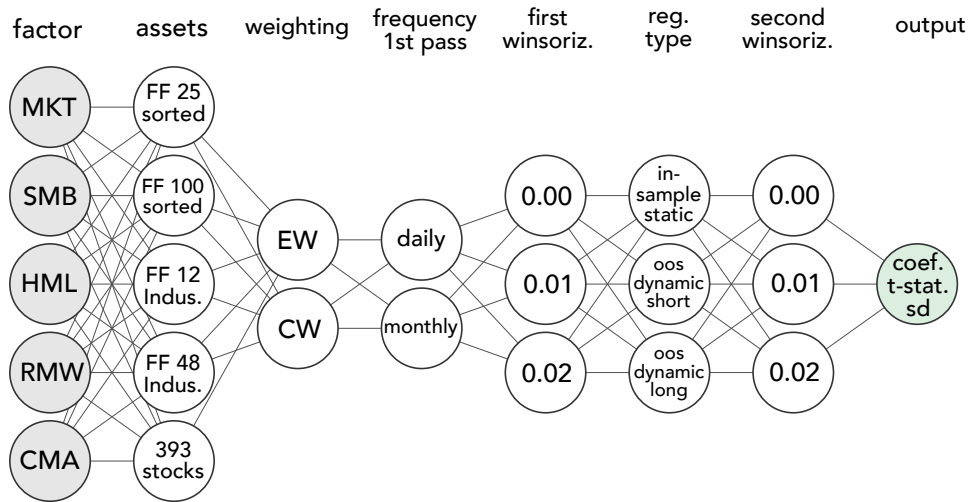 factor
assets
weighting
frequency
1st pass
first
winsoriz.
reg.
type
second
winsoriz.
output
MKT
SMB
HML
RMW
CMA
FF 25
sorted
FF 100
sorted
FF 12
Indus.
FF 48
Indus.
393
stocks
EW
CW
daily
monthly
0.00
0.01
0.02
in-
sample
static
oos
dynamic
short
oos
dynamic
long
0.00
0.01
0.02
coef.
t-stat.
sd